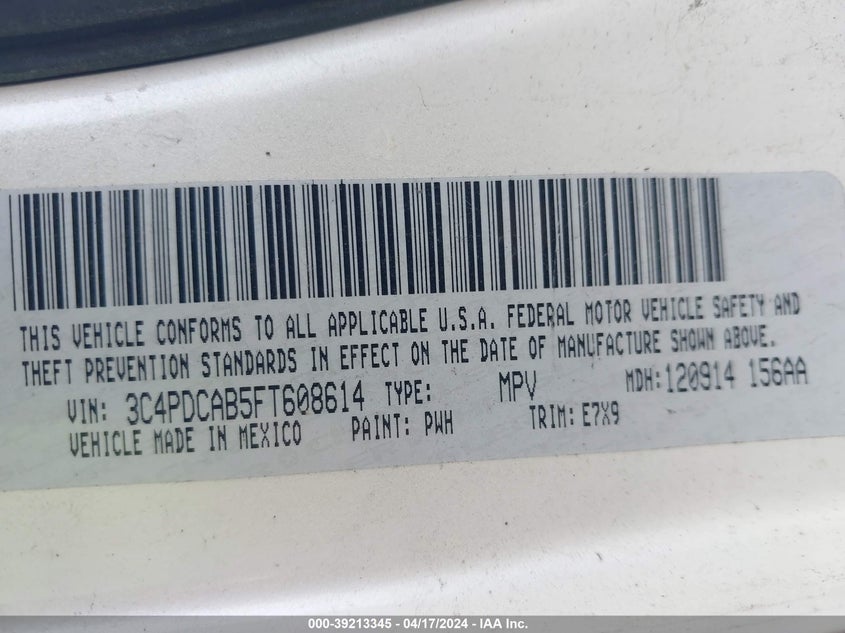 THIS VEHICLE CONFORMS TO ALL APPLICABLE U.S.A. FEDERAL MOTOR VEHICLE SAFETY AND
THEFT PREVENTION STANDARDS IN EFFECT ON THE DATE OF MANUFACTURE SHOWN ABOVE.
VIN: 3C4PDCAB5FT608614 TYPE: MPV MDH: 120914 156AA
VEHICLE MADE IN MEXICO PAINT: PWH TRIM: E7X9
000-39213345 - 04/17/2024 - IAA Inc.